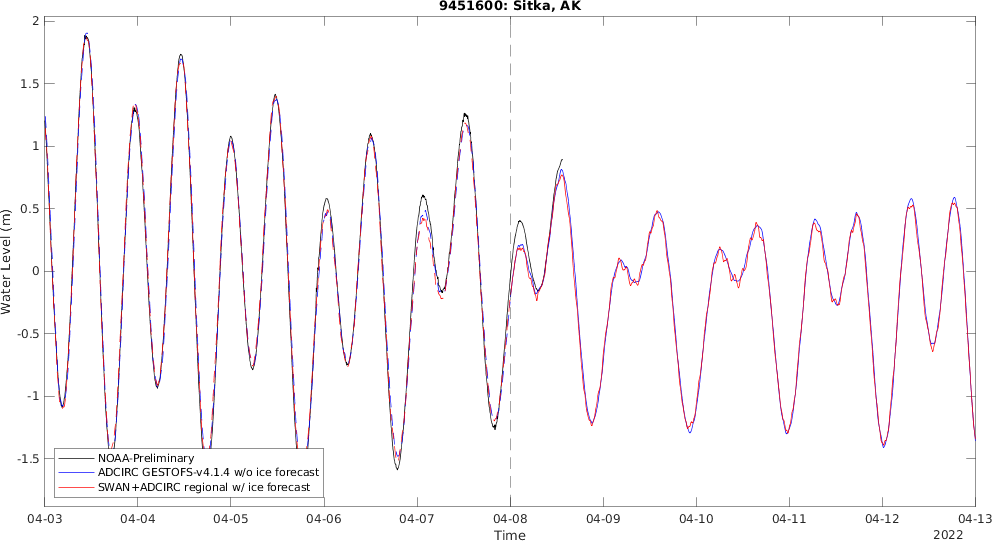 9451600: Sitka, AK
2
1.5
1
0.5
0
-0.5
-1
-1.5
Water Level (m)
NOAA-Preliminary
ADCIRC GESTOFS-v4.1.4 w/o ice forecast
SWAN+ADCIRC regional w/ ice forecast
04-03 04-04 04-05 04-06 04-07 04-08 04-09 04-10 04-11 04-12 04-13
Time
2022